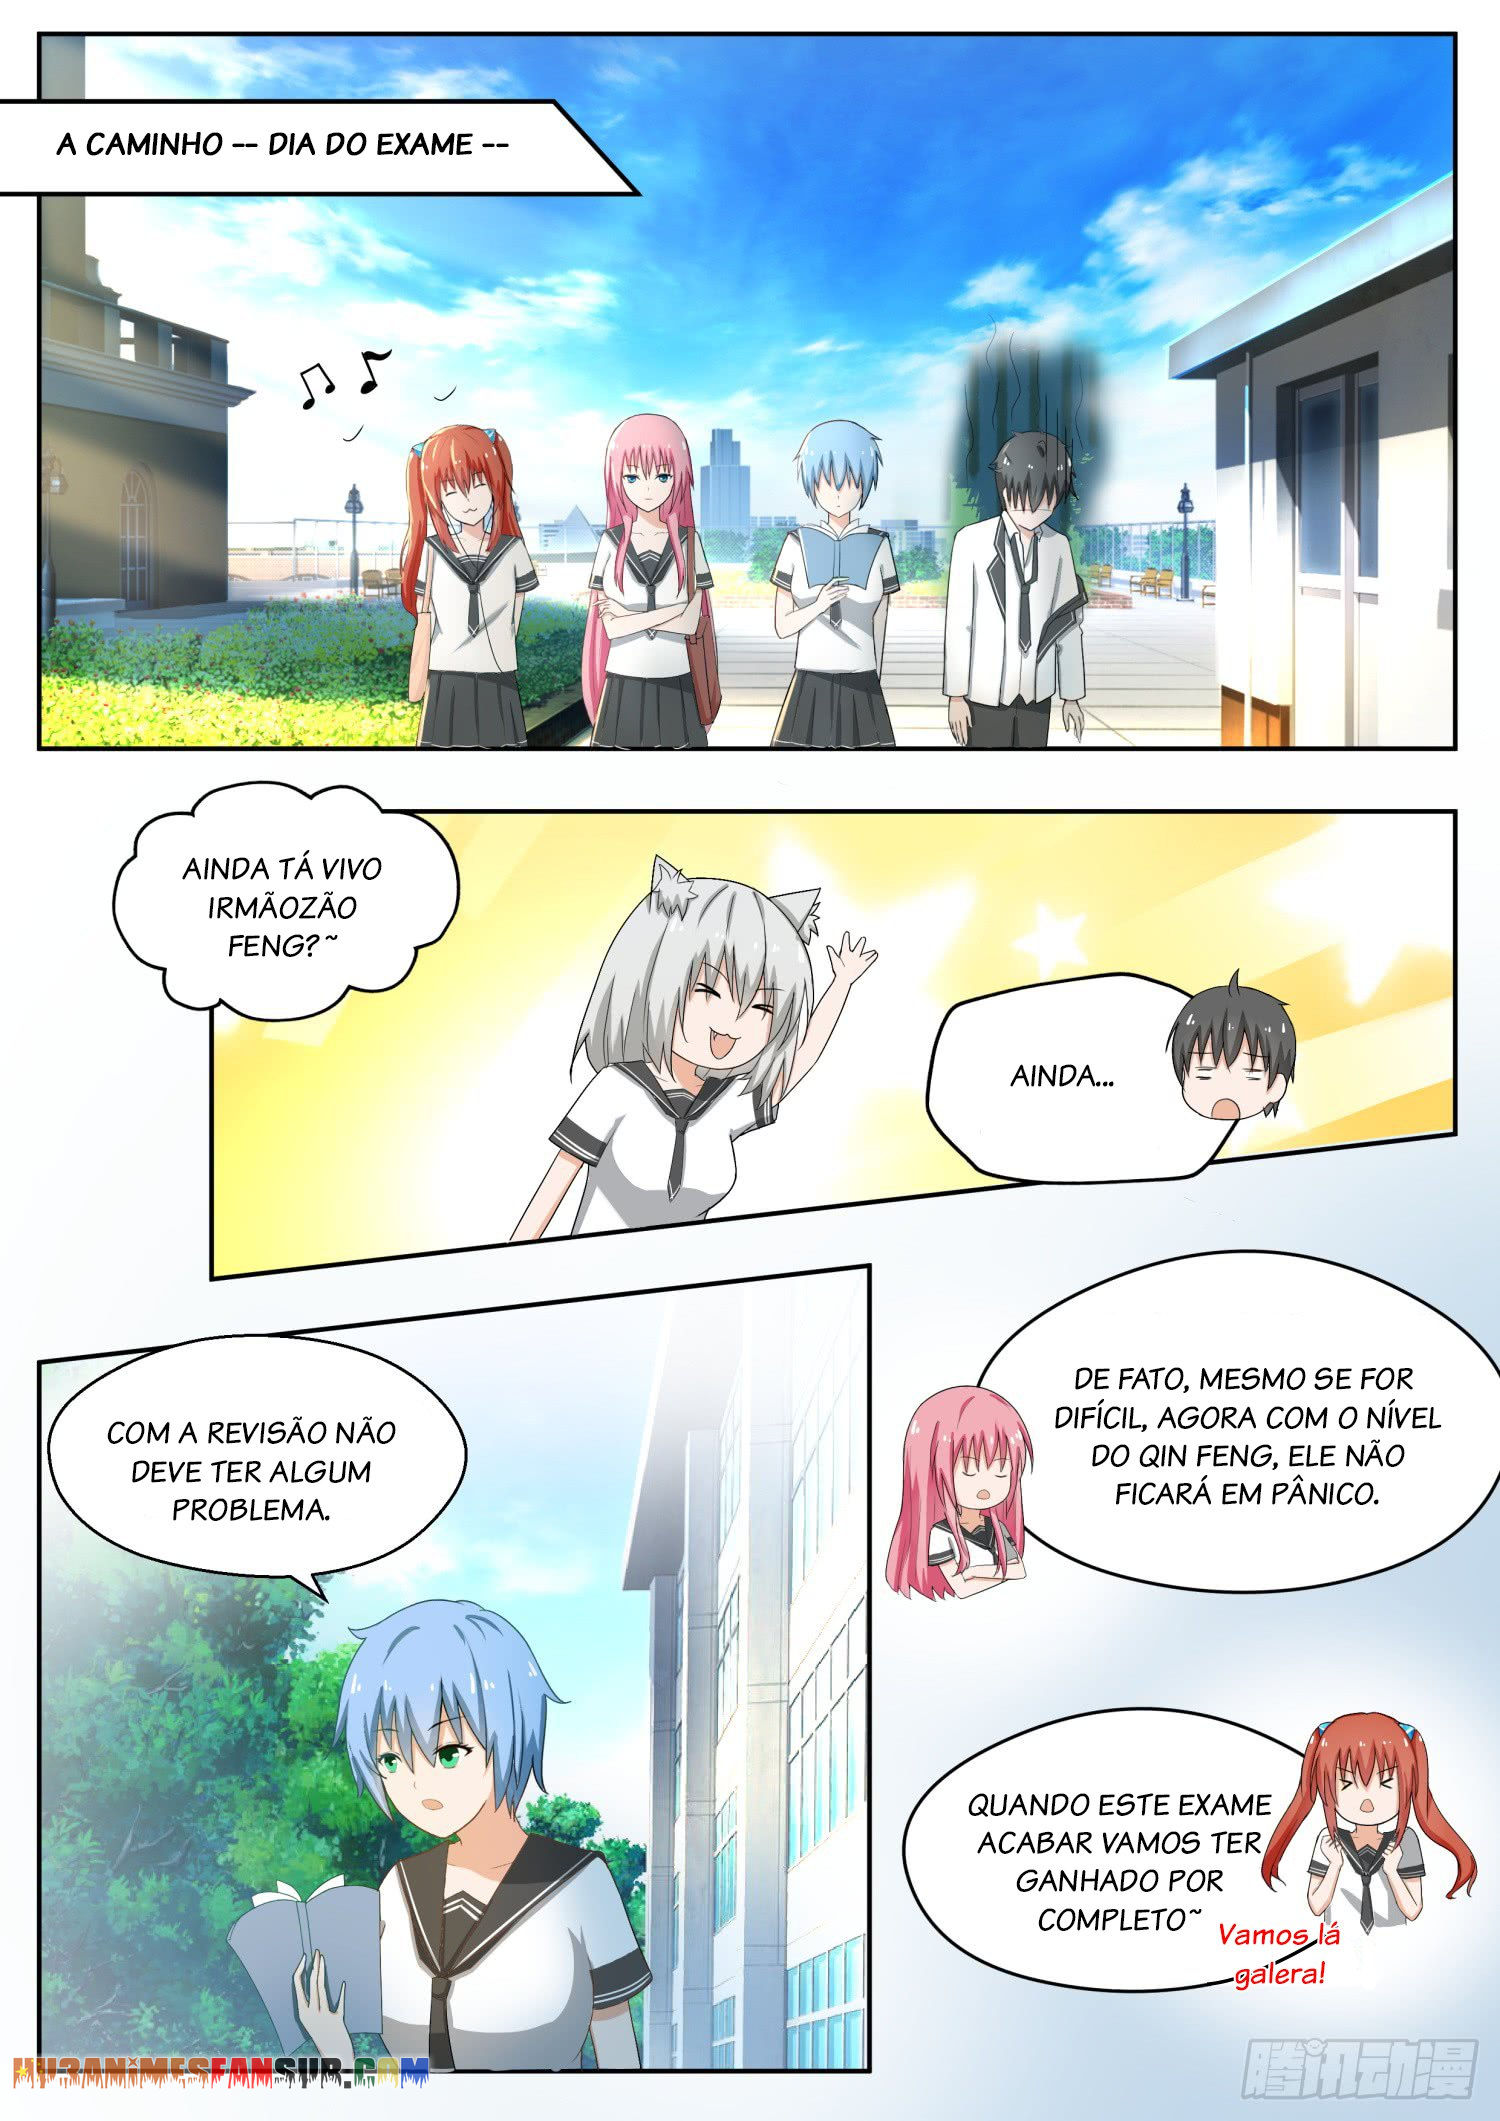 A CAMINHO -- DIA DO EXAME --
AINDA TÁ VIVO
IRMÃOZÃO
FENG?~
AINDA...
COM A REVISÃO NÃO
DEVE TER ALGUM
PROBLEMA.
DE FATO, MESMO SE FOR
DIFÍCIL, AGORA COM O NÍVEL
DO QIN FENG, ELE NÃO
FICARÁ EM PÂNICO.
QUANDO ESTE EXAME
ACABAR VAMOS TER
GANHADO POR
COMPLETO~
Vamos lá
galera!
HU3ANIMESFANSUB.COM
腾讯动漫